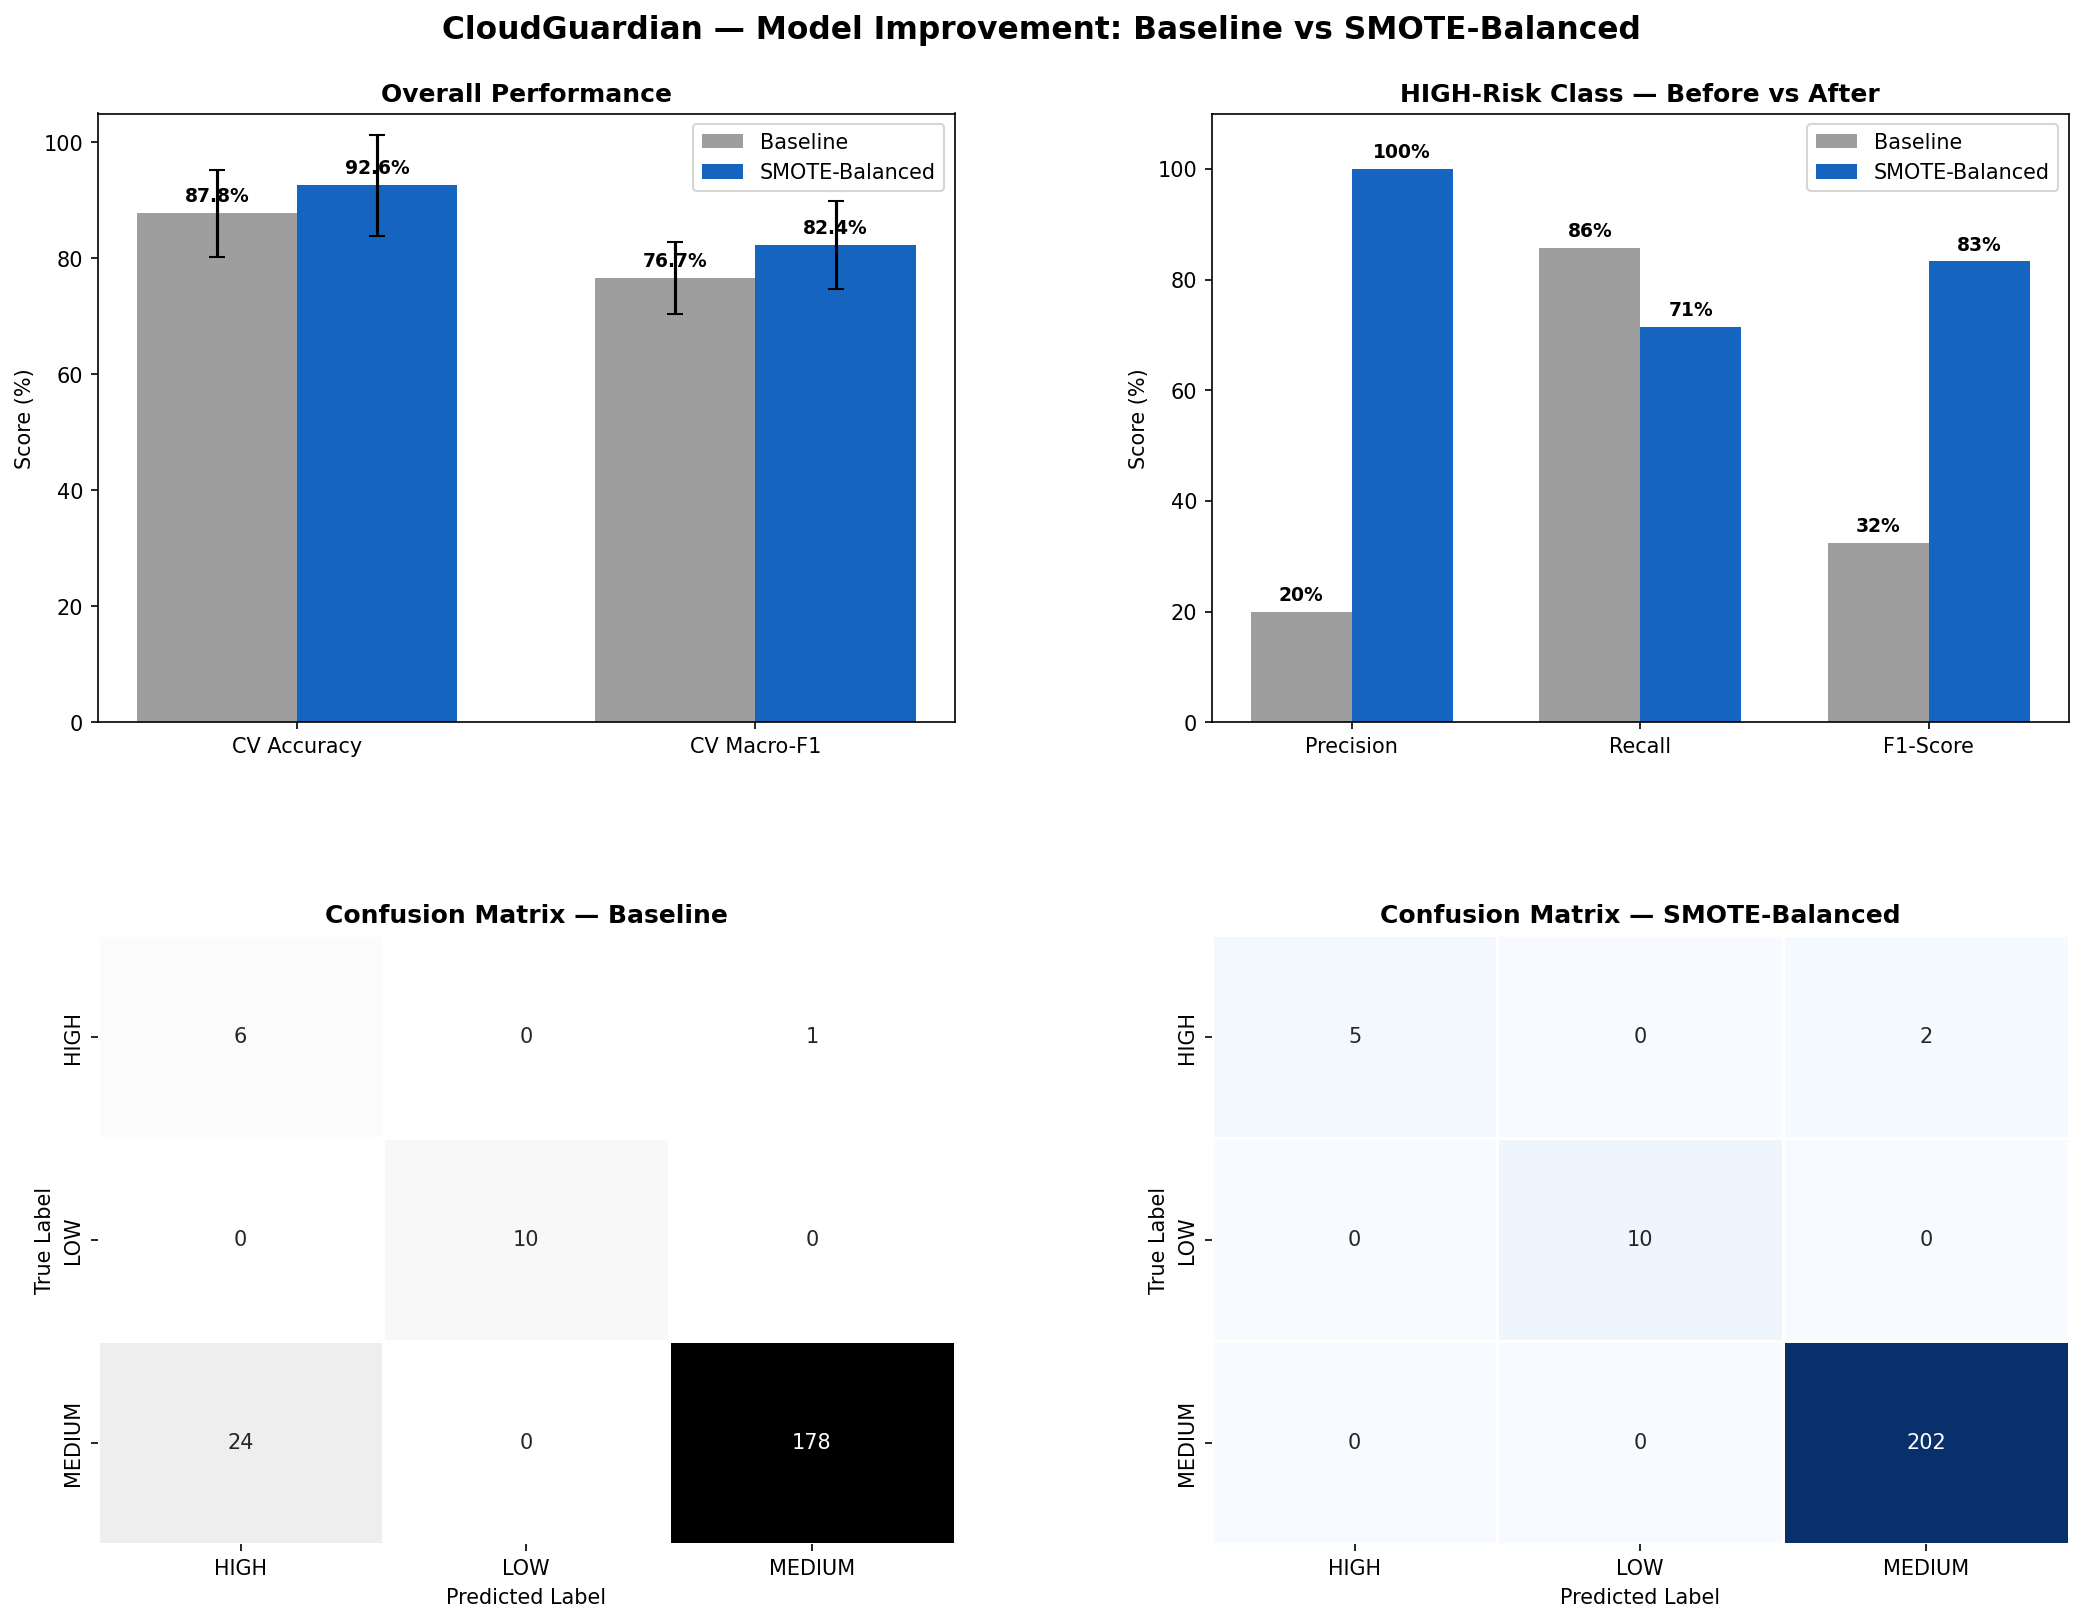 CloudGuardian — Model Improvement: Baseline vs SMOTE-Balanced
Overall Performance
Baseline
SMOTE-Balanced
Score (%)
100
80
60
40
20
0
87.8%
92.6%
76.7%
82.4%
CV Accuracy
CV Macro-F1
HIGH-Risk Class — Before vs After
Baseline
SMOTE-Balanced
Score (%)
100
80
60
40
20
0
20%
100%
86%
71%
32%
83%
Precision
Recall
F1-Score
Confusion Matrix — Baseline
True Label
HIGH
6 0 1
LOW
0 10 0
MEDIUM
24 0 178
HIGH LOW MEDIUM
Predicted Label
Confusion Matrix — SMOTE-Balanced
True Label
HIGH
5 0 2
LOW
0 10 0
MEDIUM
0 0 202
HIGH LOW MEDIUM
Predicted Label